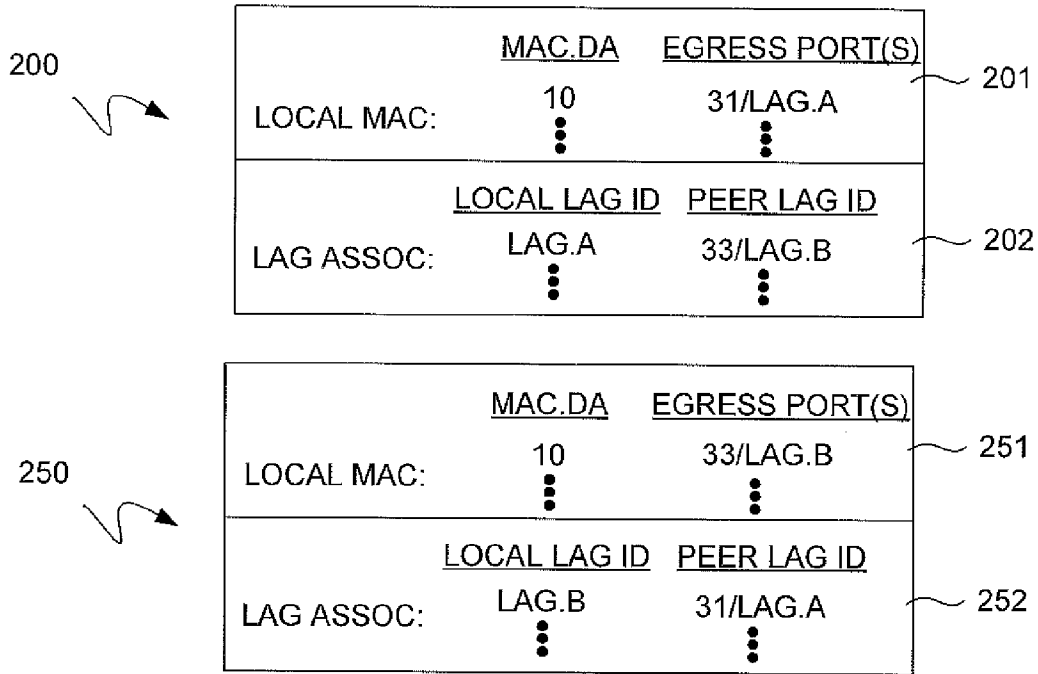 200
MAC.DA EGRESS PORT(S)
201
LOCAL MAC: 10 31/LAG.A
LOCAL LAG ID PEER LAG ID
LAG ASSOC: LAG.A 33/LAG.B
202
MAC.DA EGRESS PORT(S)
250
LOCAL MAC: 10 33/LAG.B
251
LOCAL LAG ID PEER LAG ID
LAG ASSOC: LAG.B 31/LAG.A
252